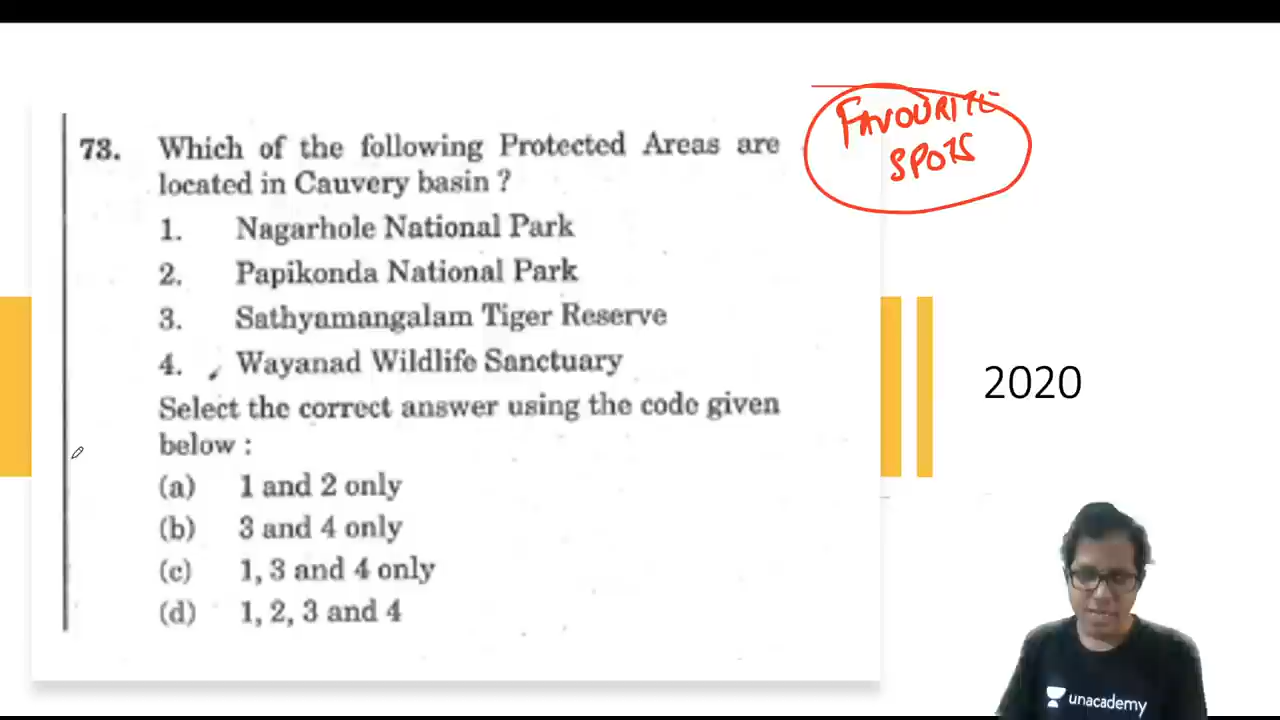 FAVOURITE
SPOTS
73. Which of the following Protected Areas are
located in Cauvery basin ?
1. Nagarhole National Park
2. Papikonda National Park
3. Sathyamangalam Tiger Reserve
4. Wayanad Wildlife Sanctuary
Select the correct answer using the code given
below :
(a) 1 and 2 only
(b) 3 and 4 only
(c) 1, 3 and 4 only
(d) 1, 2, 3 and 4
2020
unacademy